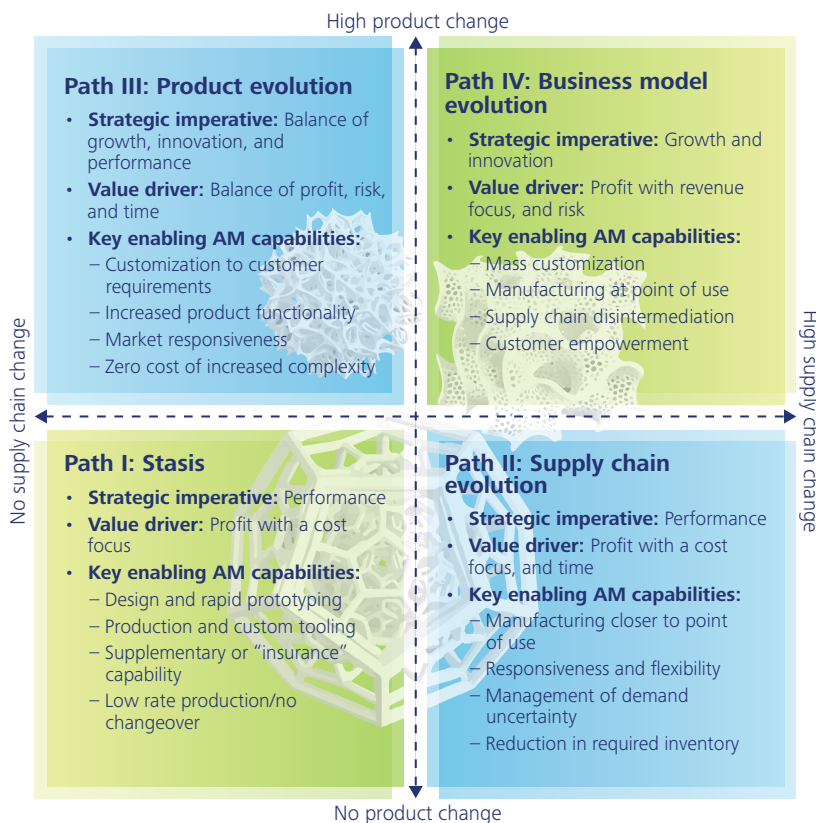 High product change
Path III: Product evolution
• Strategic imperative: Balance of
growth, innovation, and
performance
• Value driver: Balance of profit, risk,
and time
• Key enabling AM capabilities:
– Customization to customer
requirements
– Increased product functionality
– Market responsiveness
– Zero cost of increased complexity
Path IV: Business model
evolution
• Strategic imperative: Growth and
innovation
• Value driver: Profit with revenue
focus, and risk
• Key enabling AM capabilities:
– Mass customization
– Manufacturing at point of use
– Supply chain disintermediation
– Customer empowerment
No supply chain change
High supply chain change
Path I: Stasis
• Strategic imperative: Performance
• Value driver: Profit with a cost
focus
• Key enabling AM capabilities:
– Design and rapid prototyping
– Production and custom tooling
– Supplementary or “insurance”
capability
– Low rate production/no
changeover
Path II: Supply chain
evolution
• Strategic imperative: Performance
• Value driver: Profit with a cost
focus, and time
• Key enabling AM capabilities:
– Manufacturing closer to point
of use
– Responsiveness and flexibility
– Management of demand
uncertainty
– Reduction in required inventory
No product change